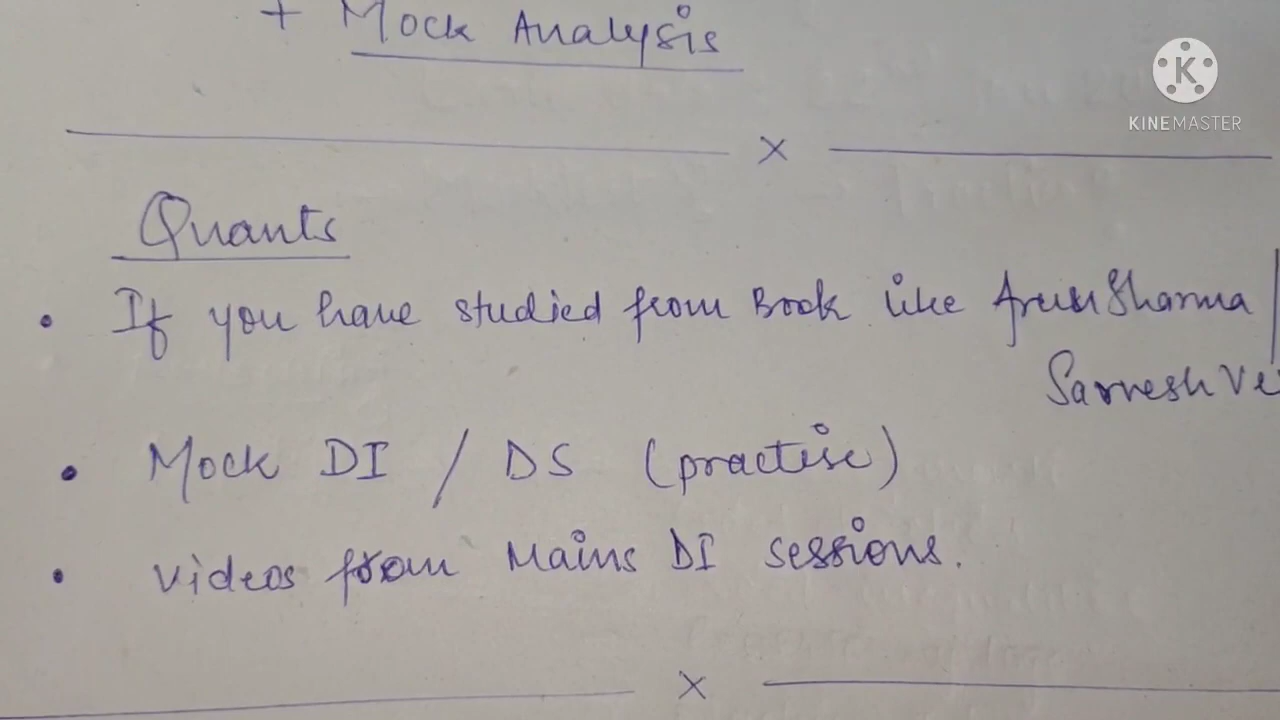 + Mock Analysis
K
KINEMASTER
×
Quants
• If you have studied from Book like Arun Sharma |
Sarvesh Ve
• Mock DI / DS (practise)
• Videos from Mains DI sessions.
×